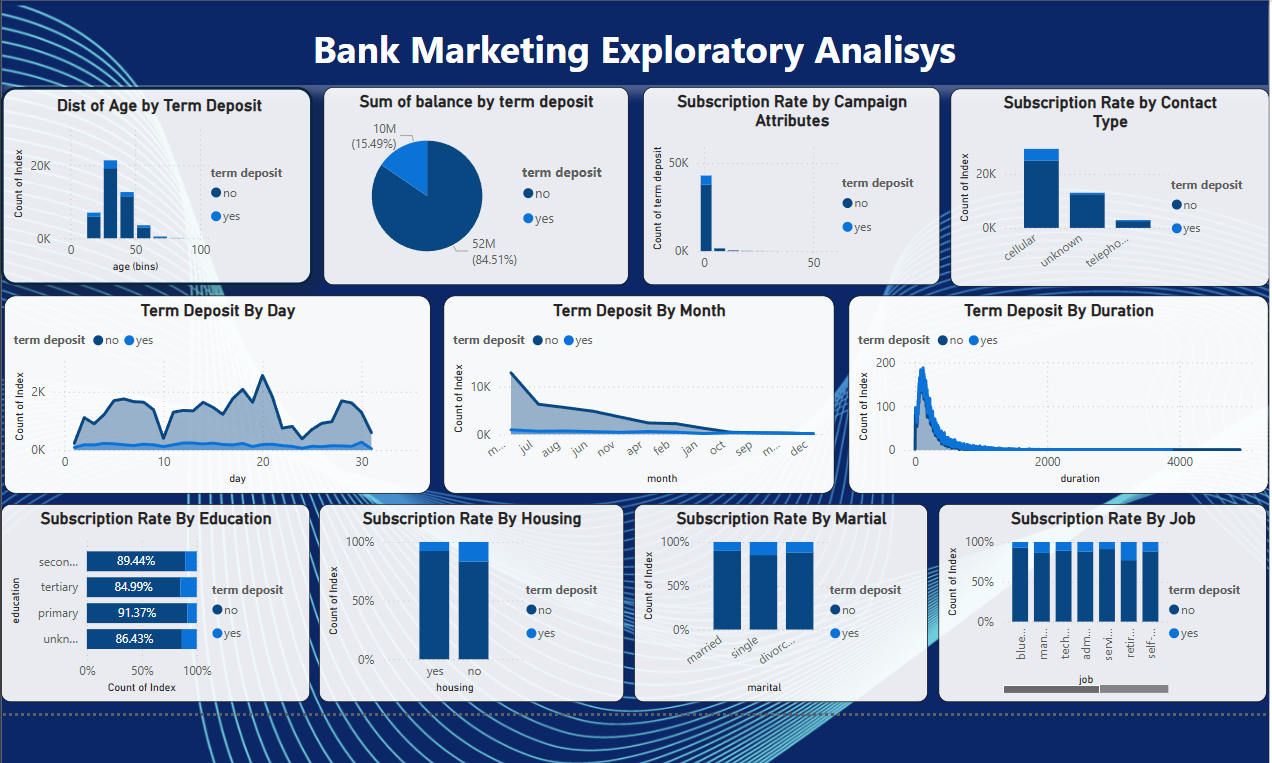 Bank Marketing Exploratory Analisys
Dist of Age by Term Deposit
Count of Index
20K
0K
0 50 100
age (bins)
term deposit
no
yes
Sum of balance by term deposit
10M
(15.49%)
52M
(84.51%)
term deposit
no
yes
Subscription Rate by Campaign
Attributes
Count of term deposit
50K
0K
0 50
term deposit
no
yes
Subscription Rate by Contact
Type
Count of Index
20K
0K
cellular
unknown
telepho...
term deposit
no
yes
Term Deposit By Day
term deposit no yes
Count of Index
2K
0K
0 10 20 30
day
Term Deposit By Month
term deposit no yes
Count of Index
10K
0K
m... jul aug jun nov apr feb jan oct sep m... dec
month
Term Deposit By Duration
term deposit no yes
Count of Index
200
100
0
0 2000 4000
duration
Subscription Rate By Education
education
secon... 89.44%
tertiary 84.99%
primary 91.37%
unkn... 86.43%
0% 50% 100%
Count of Index
term deposit
no
yes
Subscription Rate By Housing
Count of Index
100%
50%
0%
yes no
housing
term deposit
no
yes
Subscription Rate By Martial
Count of Index
100%
50%
0%
married
single
divorc...
marital
term deposit
no
yes
Subscription Rate By Job
Count of Index
100%
50%
0%
blue...
man...
tech...
adm...
servi...
retir...
self-...
job
term deposit
no
yes